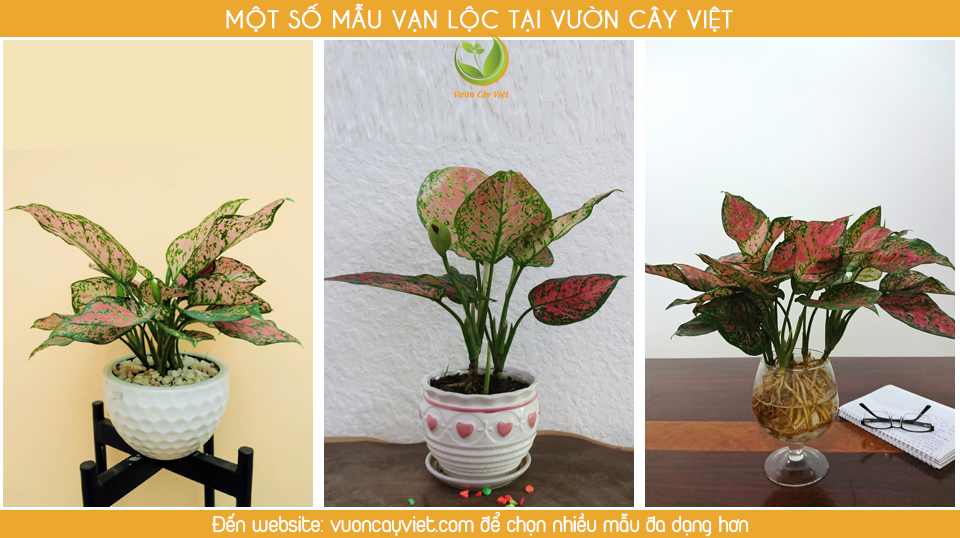 MỘT SỐ MẪU VẠN LỘC TẠI VƯỜN CÂY VIỆT
Vườn Cây Việt
Đến website: vuoncayviet.com để chọn nhiều mẫu đa dạng hơn